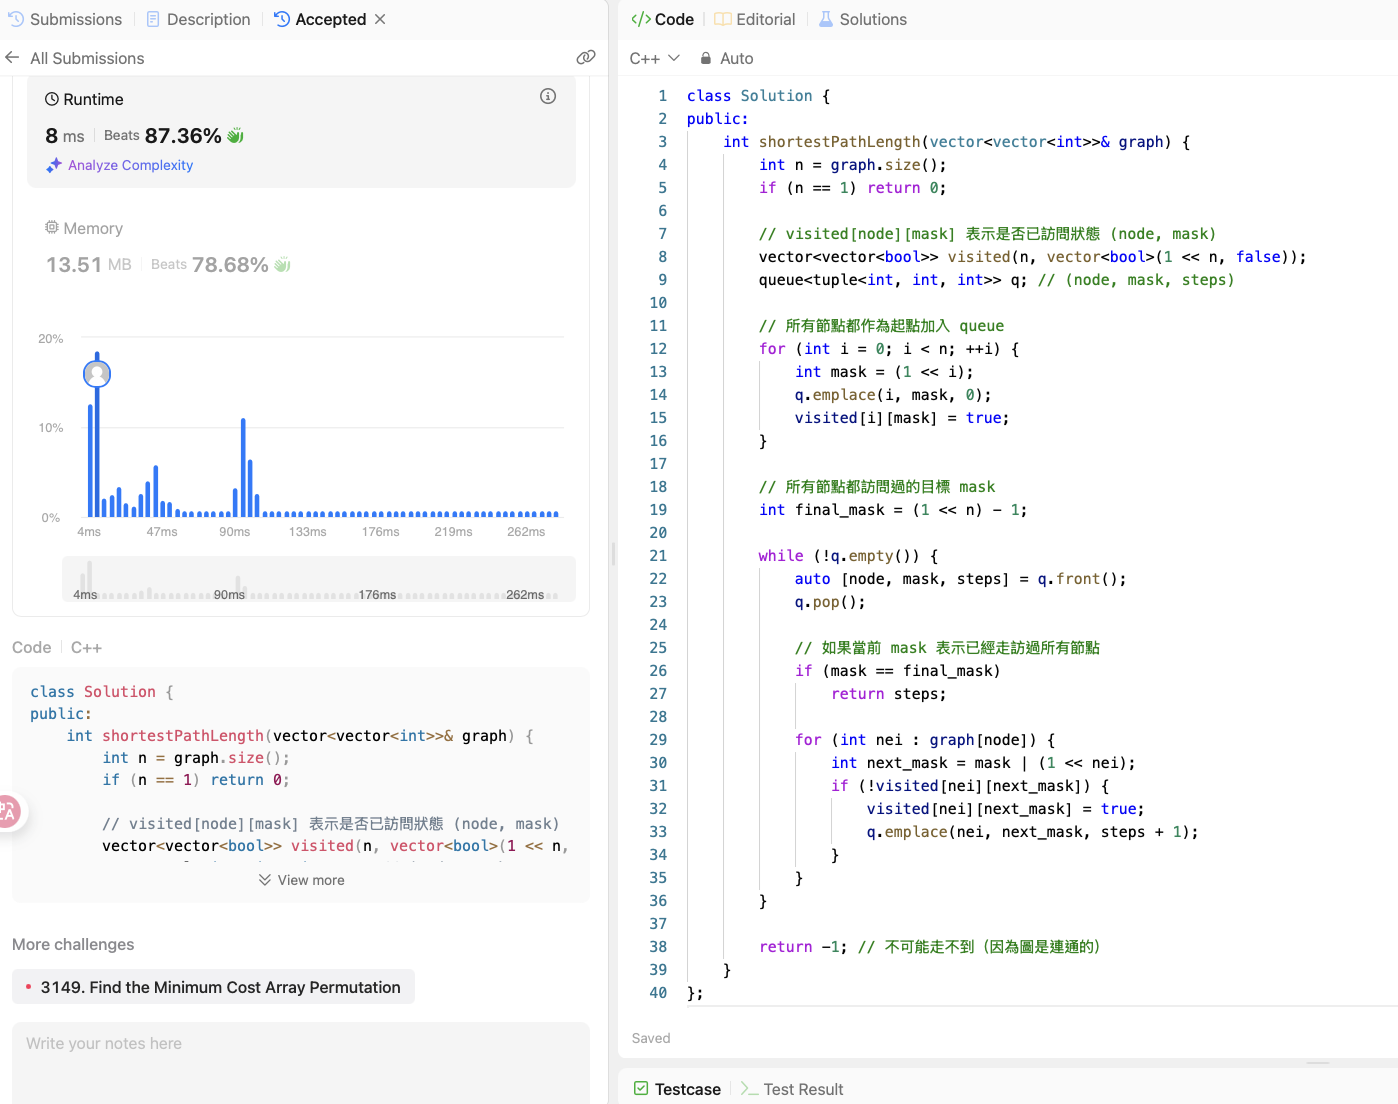 Submissions
Description
Accepted
All Submissions
Runtime
8 ms
Beats 87.36%
Analyze Complexity
Memory
13.51 MB
Beats 78.68%
20%
10%
0%
4ms 47ms 90ms 133ms 176ms 219ms 262ms
4ms 90ms 176ms 262ms
Code
C++
class Solution {
public:
    int shortestPathLength(vector<vector<int>>& graph) {
        int n = graph.size();
        if (n == 1) return 0;
        // visited[node][mask] 表示是否已訪問狀態 (node, mask)
        vector<vector<bool>> visited(n, vector<bool>(1 << n,
View more
More challenges
3149. Find the Minimum Cost Array Permutation
Write your notes here
Code
Editorial
Solutions
C++
Auto
1 class Solution {
2 public:
3     int shortestPathLength(vector<vector<int>>& graph) {
4         int n = graph.size();
5         if (n == 1) return 0;
6
7         // visited[node][mask] 表示是否已訪問狀態 (node, mask)
8         vector<vector<bool>> visited(n, vector<bool>(1 << n, false));
9         queue<tuple<int, int, int>> q; // (node, mask, steps)
10
11         // 所有節點都作為起點加入 queue
12         for (int i = 0; i < n; ++i) {
13             int mask = (1 << i);
14             q.emplace(i, mask, 0);
15             visited[i][mask] = true;
16         }
17
18         // 所有節點都訪問過的目標 mask
19         int final_mask = (1 << n) - 1;
20
21         while (!q.empty()) {
22             auto [node, mask, steps] = q.front();
23             q.pop();
24
25             // 如果當前 mask 表示已經走訪過所有節點
26             if (mask == final_mask)
27                 return steps;
28
29             for (int nei : graph[node]) {
30                 int next_mask = mask | (1 << nei);
31                 if (!visited[nei][next_mask]) {
32                     visited[nei][next_mask] = true;
33                     q.emplace(nei, next_mask, steps + 1);
34                 }
35             }
36         }
37
38         return -1; // 不可能走不到（因為圖是連通的）
39     }
40 };
Saved
Testcase
Test Result